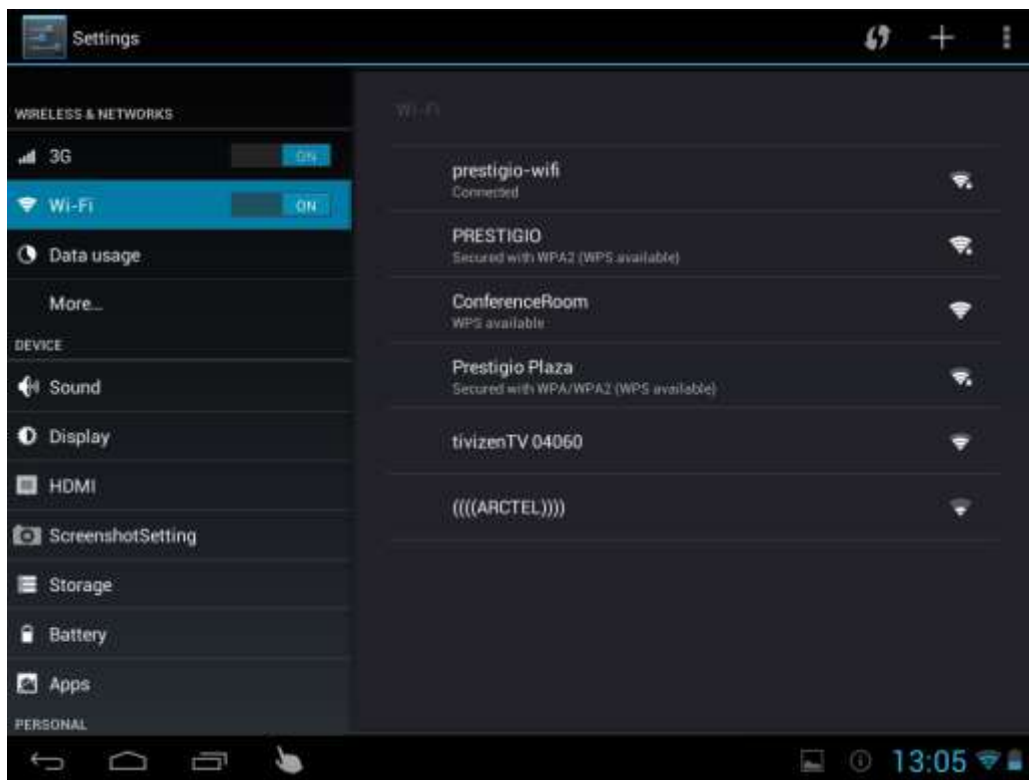 Settings
WIRELESS & NETWORKS
3G ON
Wi-Fi ON
Data usage
More...
DEVICE
Sound
Display
HDMI
ScreenshotSetting
Storage
Battery
Apps
PERSONAL
Wi-Fi
prestigio-wifi
Connected
PRESTIGIO
Secured with WPA2 (WPS available)
ConferenceRoom
WPS available
Prestigio Plaza
Secured with WPA/WPA2 (WPS available)
tivizenTV 04060
((((ARCTEL))))
13:05